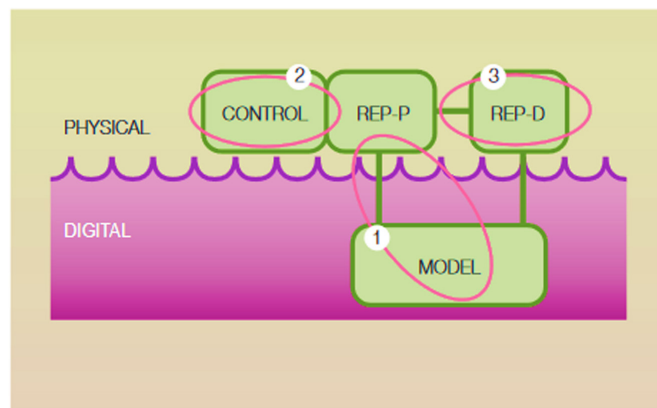 2
3
CONTROL
REP-P
REP-D
PHYSICAL
DIGITAL
1
MODEL